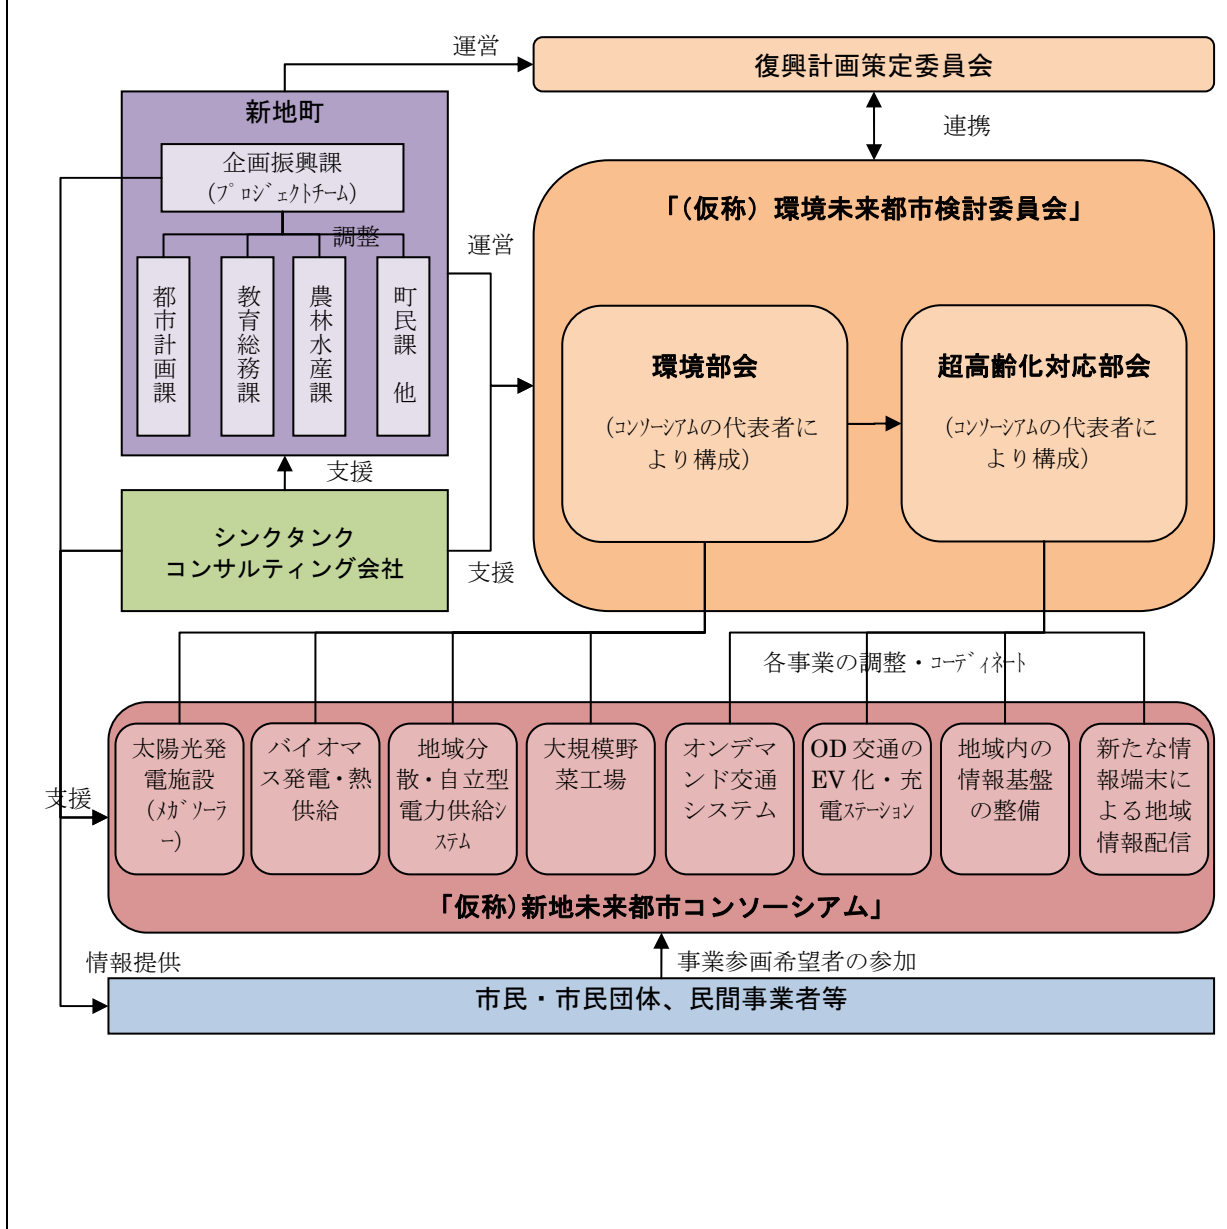 運営
復興計画策定委員会
新地町
連携
企画振興課
(ﾌﾟﾛｼﾞｪｸﾄﾁｰﾑ)
調整
運営
都市計画課
教育総務課
農林水産課
町民課　他
「(仮称) 環境未来都市検討委員会」
環境部会
(ｺﾝｿｰｼｱﾑの代表者に
より構成)
超高齢化対応部会
(ｺﾝｿｰｼｱﾑの代表者に
より構成)
支援
シンクタンク
コンサルティング会社
支援
各事業の調整・ｺｰﾃﾞｨﾈｰﾄ
支援
太陽光発
電施設
(ﾒｶﾞｿｰﾗ
ｰ)
バイオマ
ス発電・熱
供給
地域分
散・自立型
電力供給ｼ
ｽﾃﾑ
大規模野
菜工場
オンデマ
ンド交通
システム
OD 交通の
EV 化・充
電ｽﾃｰｼｮﾝ
地域内の
情報基盤
の整備
新たな情
報端末に
よる地域
情報配信
「仮称)新地未来都市コンソーシアム」
情報提供
事業参画希望者の参加
市民・市民団体、民間事業者等